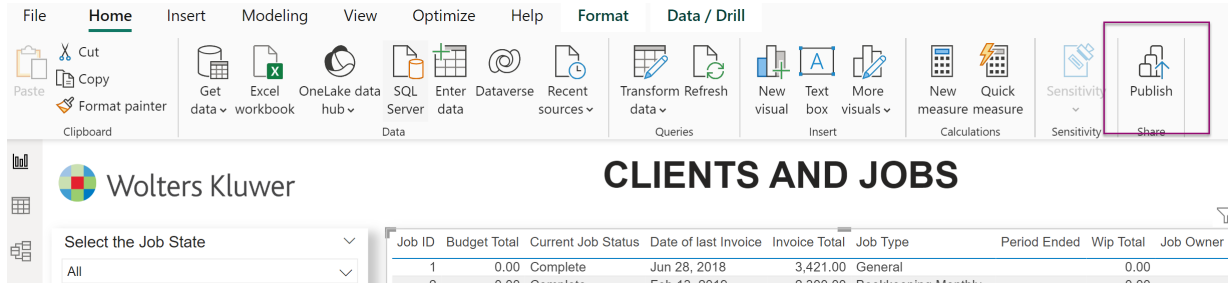 File Home Insert Modeling View Optimize Help Format Data / Drill
Paste Cut Copy Format painter Get data Excel workbook OneLake data hub SQL Server Enter data Dataverse Recent sources Transform data Refresh New visual Text box More visuals New measure Quick measure Sensitivity Publish
Clipboard Data Queries Insert Calculations Sensitivity Share
Wolters Kluwer CLIENTS AND JOBS
Select the Job State
All
Job ID Budget Total Current Job Status Date of last Invoice Invoice Total Job Type Period Ended Wip Total Job Owner
1 0.00 Complete Jun 28, 2018 3,421.00 General 0.00